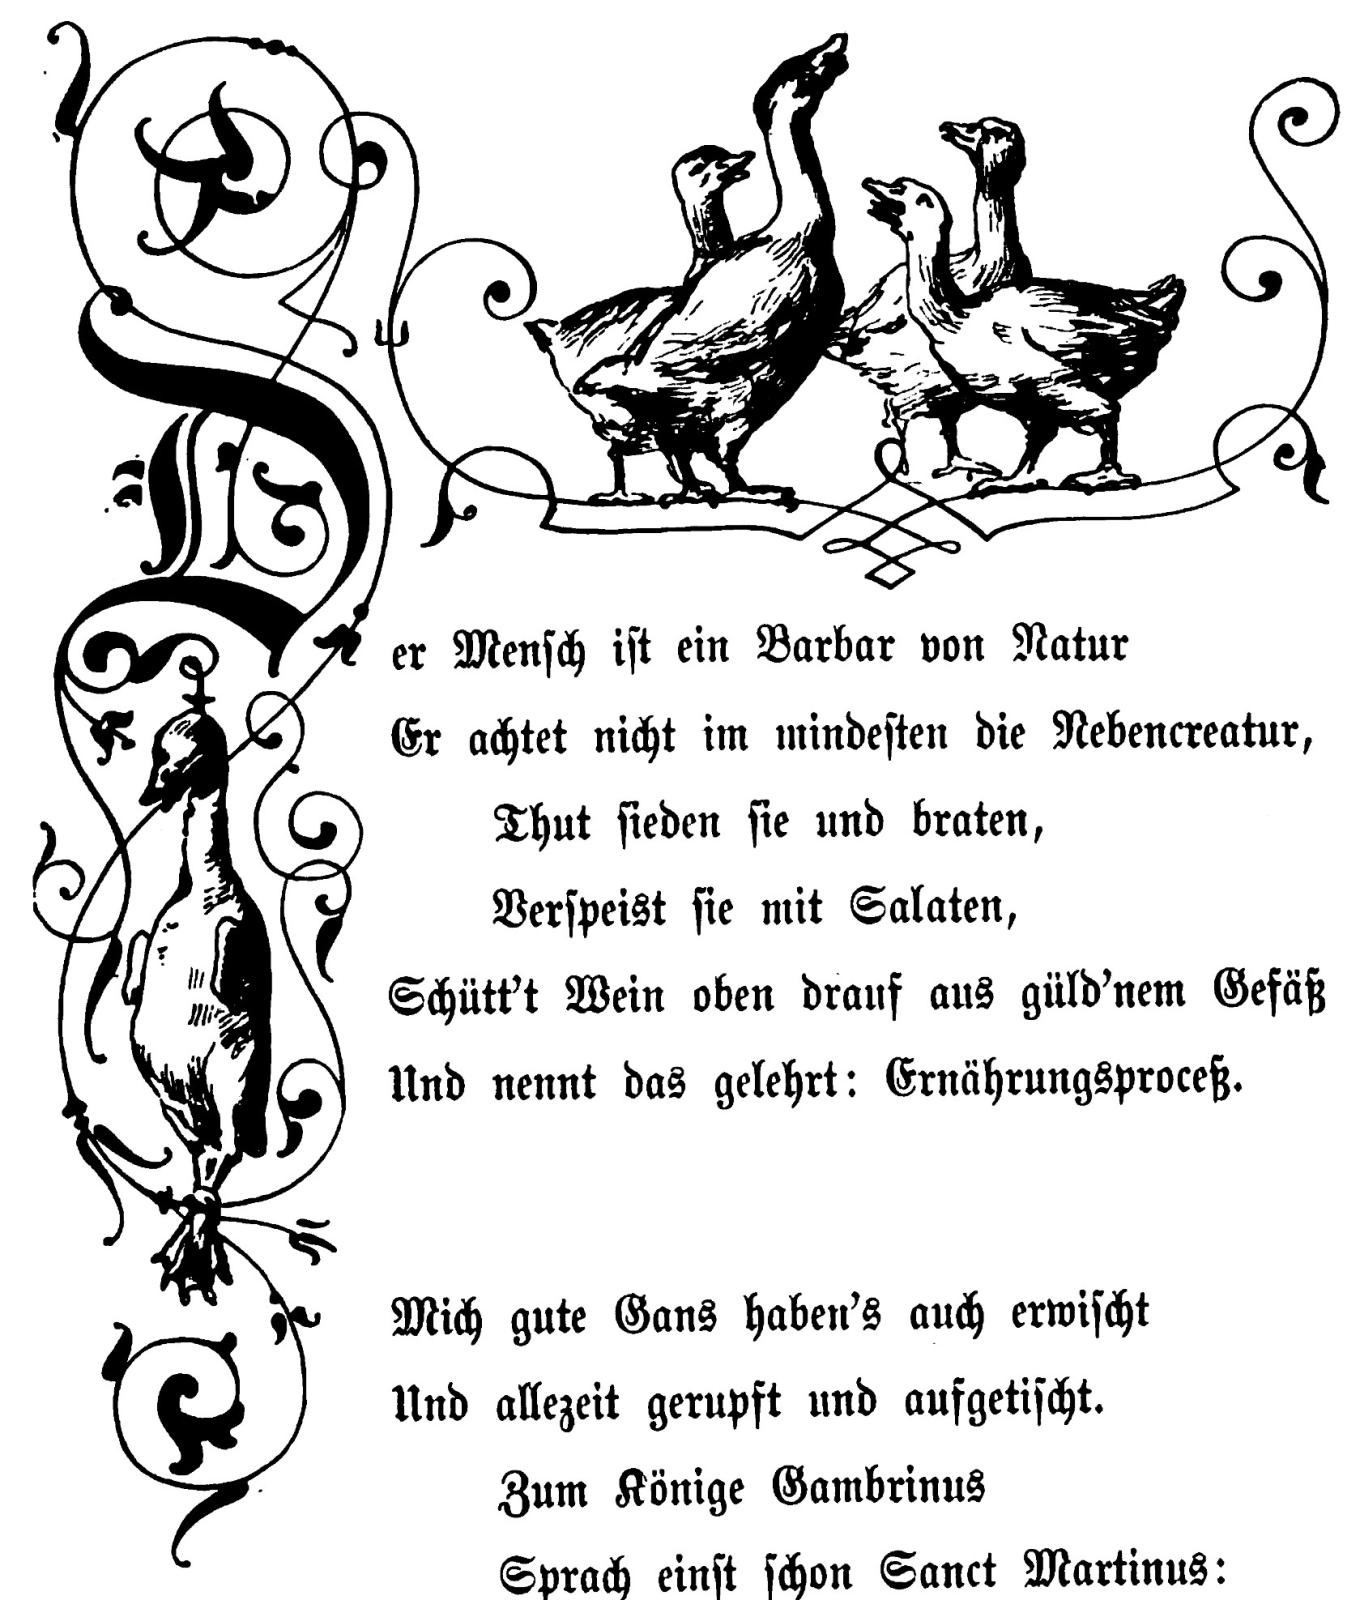 Der Mensch ist ein Barbar von Natur
Er achtet nicht im mindesten die Nebencreatur,
Thut sieden sie und braten,
Verspeist sie mit Salaten,
Schütt't Wein oben drauf aus güld'nem Gefäß
Und nennt das gelehrt: Ernährungsproceß.
Mich gute Gans haben's auch erwischt
Und allezeit gerupft und aufgetischt.
Zum Könige Gambrinus
Sprach einst schon Sanct Martinus: